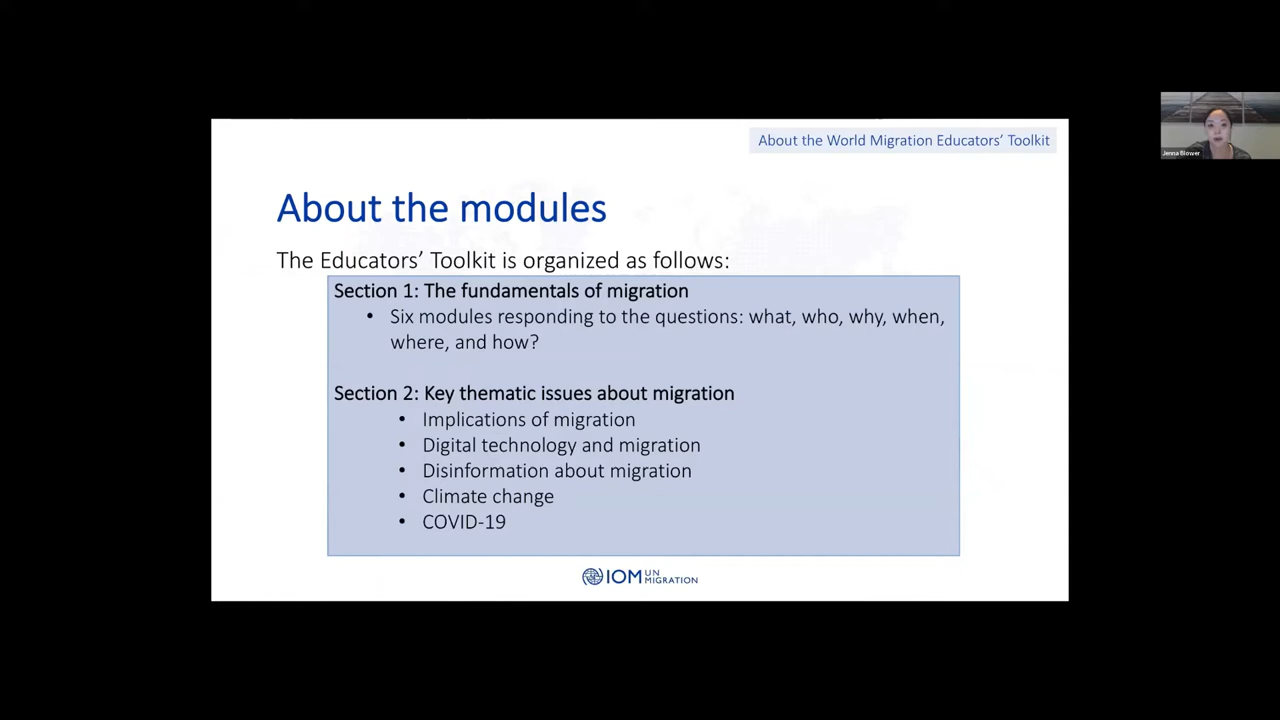 About the World Migration Educators' Toolkit
Jenna Blower
About the modules
The Educators' Toolkit is organized as follows:
Section 1: The fundamentals of migration
• Six modules responding to the questions: what, who, why, when,
where, and how?
Section 2: Key thematic issues about migration
• Implications of migration
• Digital technology and migration
• Disinformation about migration
• Climate change
• COVID-19
IOM UN
MIGRATION